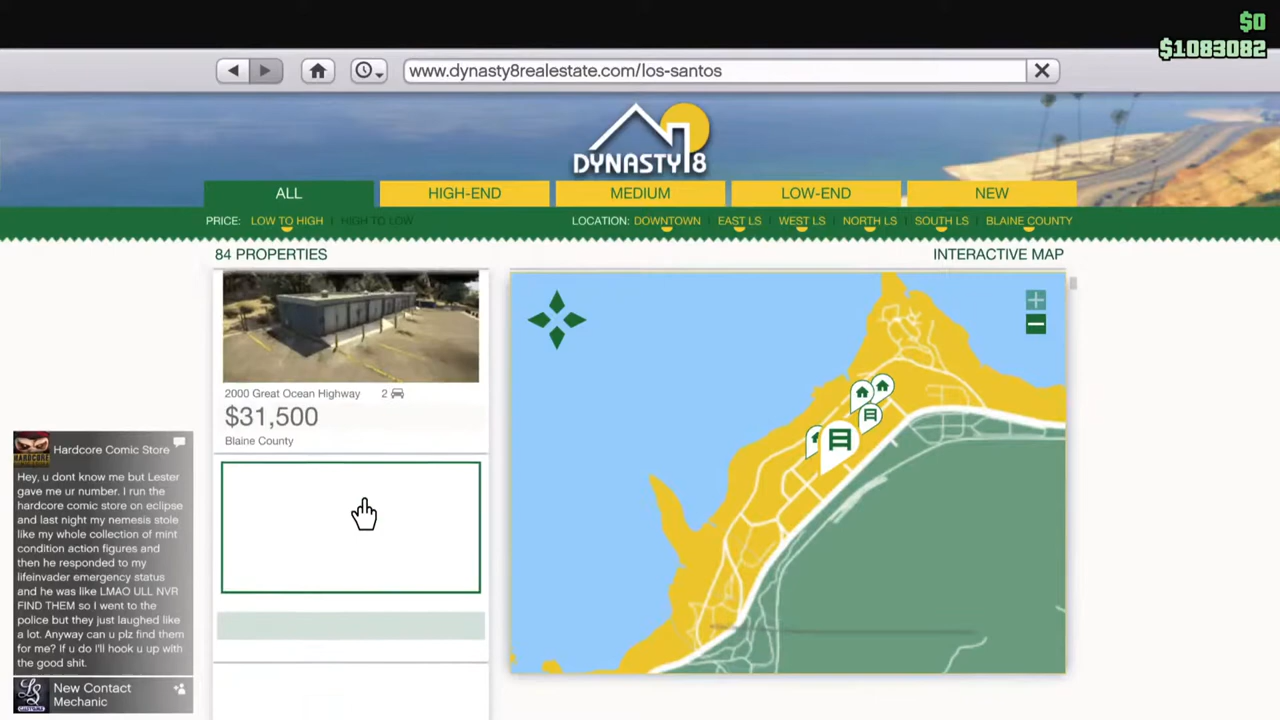 $0
$1083082
www.dynasty8realestate.com/los-santos
DYNASTY 8
ALL
HIGH-END
MEDIUM
LOW-END
NEW
PRICE: LOW TO HIGH | HIGH TO LOW
LOCATION: DOWNTOWN | EAST LS | WEST LS | NORTH LS | SOUTH LS | BLAINE COUNTY
84 PROPERTIES
INTERACTIVE MAP
2000 Great Ocean Highway 2
$31,500
Blaine County
Hardcore Comic Store
Hey, u dont know me but Lester
gave me ur number. I run the
hardcore comic store on eclipse
and last night my nemesis stole
like my whole collection of mint
condition action figures and
then he responded to my
lifeinvader emergency status
and he was like LMAO ULL NVR
FIND THEM so I went to the
police but they just laughed like
a lot. Anyway can u plz find them
for me? If u do I'll hook u up with
the good shit.
New Contact
Mechanic